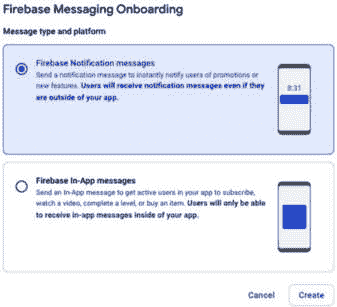 Firebase Messaging Onboarding
Message type and platform
Firebase Notification messages
Send a notification message to instantly notify users of promotions or
new features. Users will receive notification messages even if they
are outside of your app.
8:31
Firebase In-App messages
Send an In-App message to get active users in your app to subscribe,
watch a video, complete a level, or buy an item. Users will only be able
to receive in-app messages inside of your app.
Cancel
Create